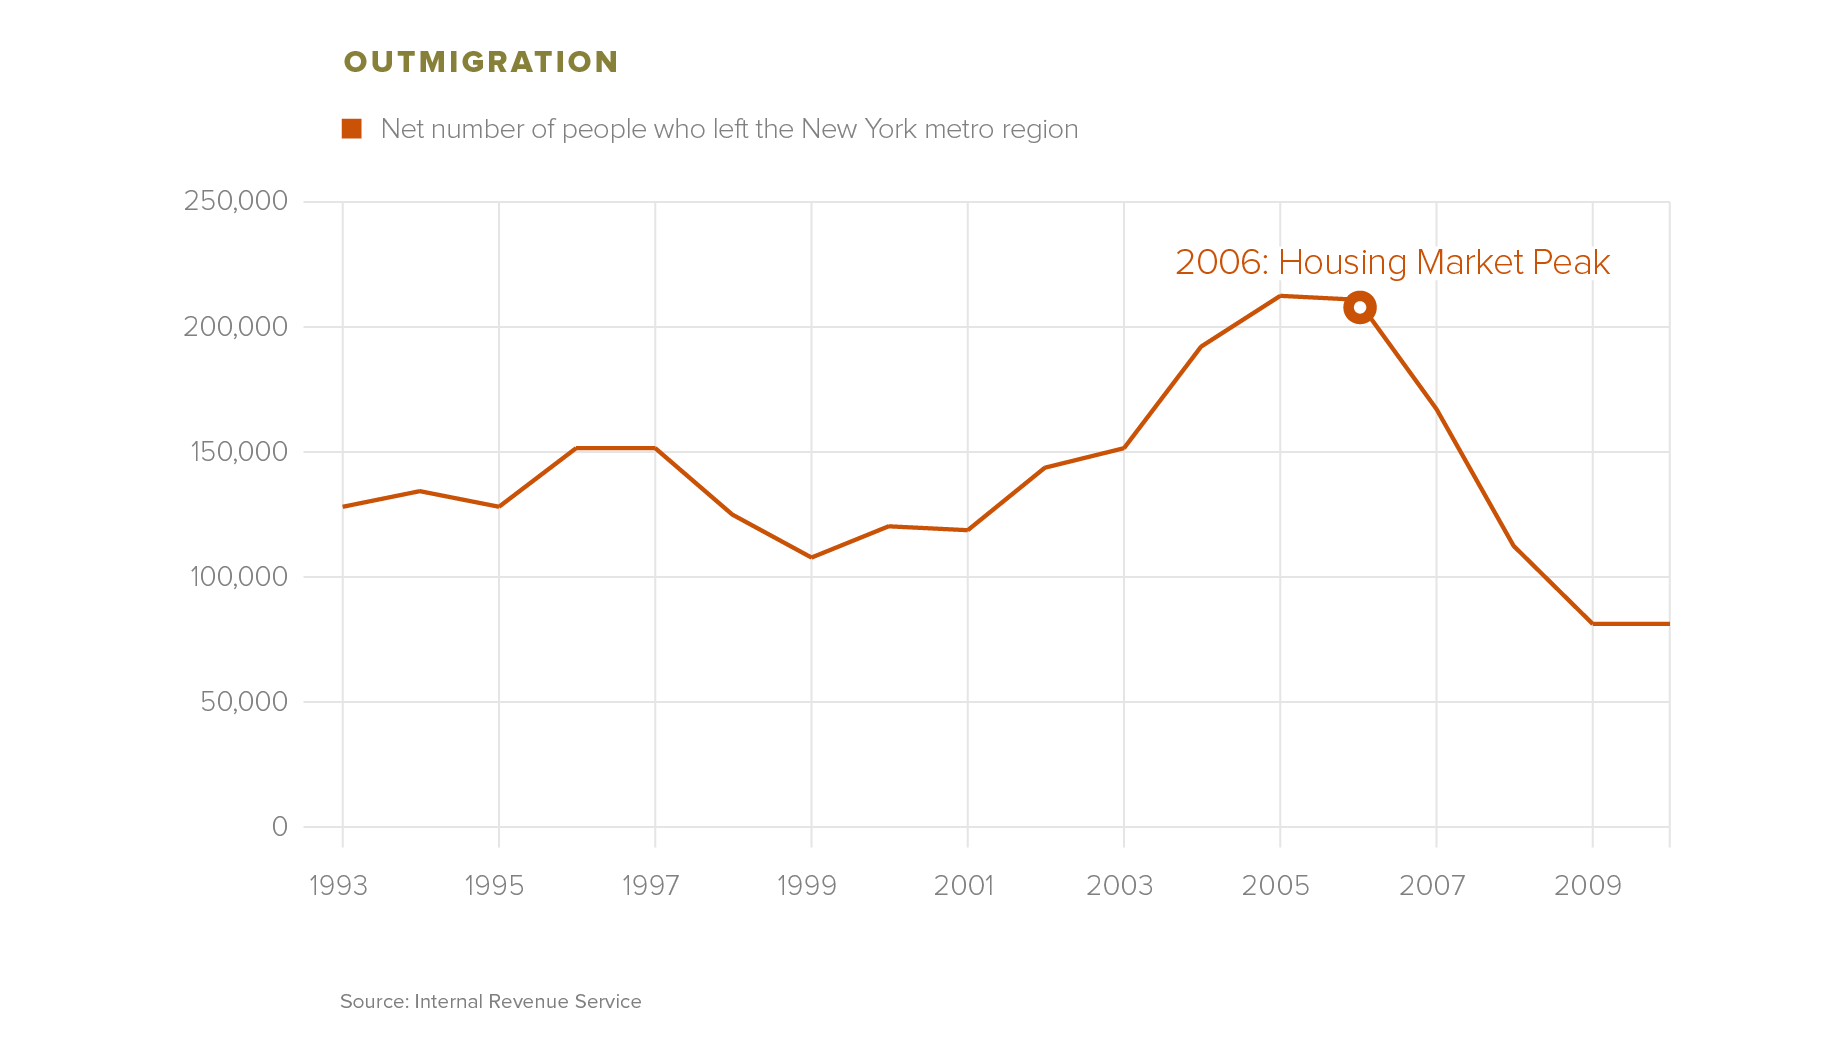 OUTMIGRATION
Net number of people who left the New York metro region
250,000
2006: Housing Market Peak
200,000
150,000
100,000
50,000
0
1993 1995 1997 1999 2001 2003 2005 2007 2009
Source: Internal Revenue Service